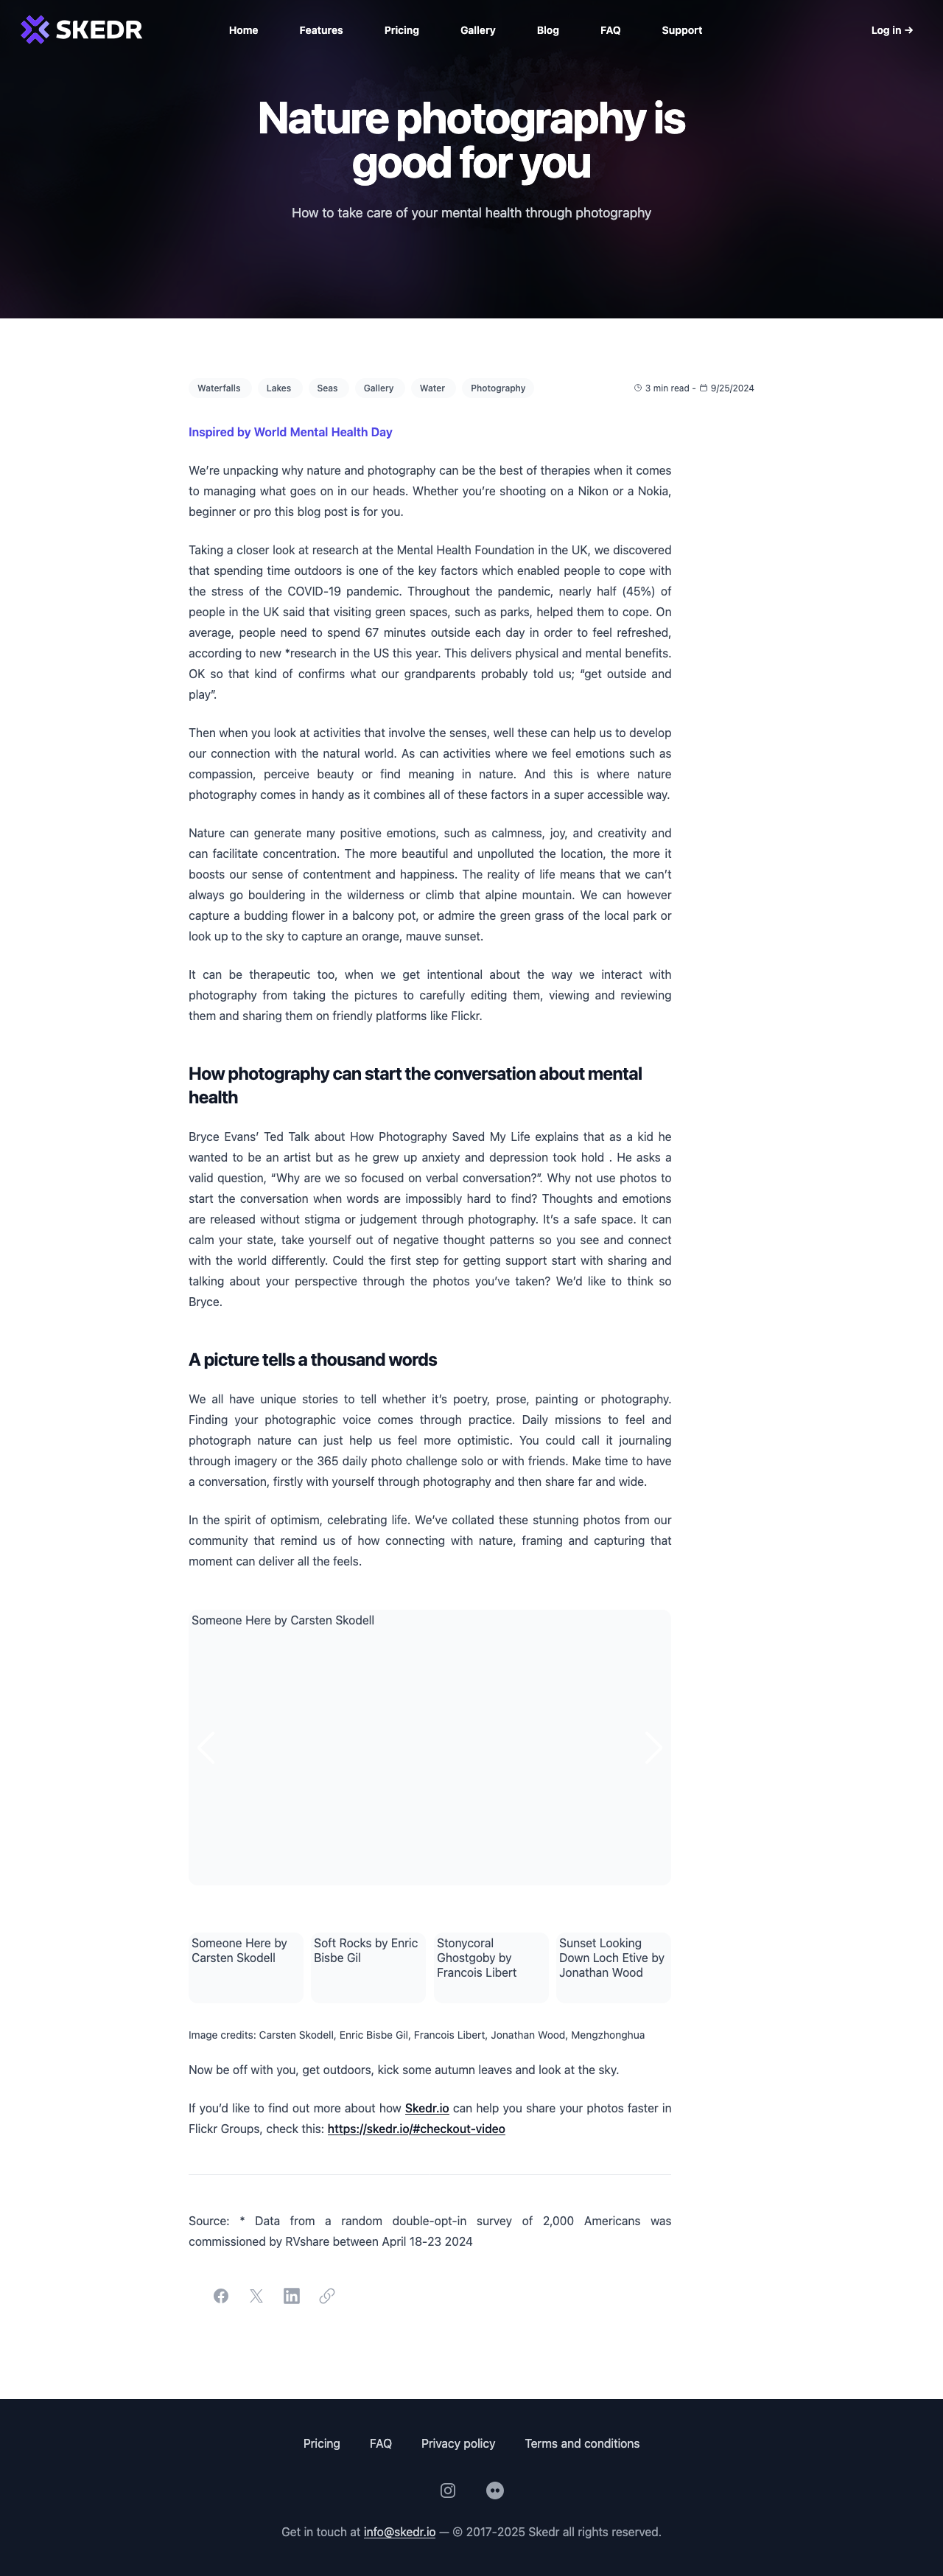 SKEDR
Home Features Pricing Gallery Blog FAQ Support Log in →
Nature photography is
good for you
How to take care of your mental health through photography
Waterfalls Lakes Seas Gallery Water Photography 3 min read - 9/25/2024
Inspired by World Mental Health Day
We’re unpacking why nature and photography can be the best of therapies when it comes
to managing what goes on in our heads. Whether you’re shooting on a Nikon or a Nokia,
beginner or pro this blog post is for you.
Taking a closer look at research at the Mental Health Foundation in the UK, we discovered
that spending time outdoors is one of the key factors which enabled people to cope with
the stress of the COVID-19 pandemic. Throughout the pandemic, nearly half (45%) of
people in the UK said that visiting green spaces, such as parks, helped them to cope. On
average, people need to spend 67 minutes outside each day in order to feel refreshed,
according to new *research in the US this year. This delivers physical and mental benefits.
OK so that kind of confirms what our grandparents probably told us; “get outside and
play”.
Then when you look at activities that involve the senses, well these can help us to develop
our connection with the natural world. As can activities where we feel emotions such as
compassion, perceive beauty or find meaning in nature. And this is where nature
photography comes in handy as it combines all of these factors in a super accessible way.
Nature can generate many positive emotions, such as calmness, joy, and creativity and
can facilitate concentration. The more beautiful and unpolluted the location, the more it
boosts our sense of contentment and happiness. The reality of life means that we can’t
always go bouldering in the wilderness or climb that alpine mountain. We can however
capture a budding flower in a balcony pot, or admire the green grass of the local park or
look up to the sky to capture an orange, mauve sunset.
It can be therapeutic too, when we get intentional about the way we interact with
photography from taking the pictures to carefully editing them, viewing and reviewing
them and sharing them on friendly platforms like Flickr.
How photography can start the conversation about mental
health
Bryce Evans’ Ted Talk about How Photography Saved My Life explains that as a kid he
wanted to be an artist but as he grew up anxiety and depression took hold . He asks a
valid question, “Why are we so focused on verbal conversation?”. Why not use photos to
start the conversation when words are impossibly hard to find? Thoughts and emotions
are released without stigma or judgement through photography. It’s a safe space. It can
calm your state, take yourself out of negative thought patterns so you see and connect
with the world differently. Could the first step for getting support start with sharing and
talking about your perspective through the photos you’ve taken? We’d like to think so
Bryce.
A picture tells a thousand words
We all have unique stories to tell whether it’s poetry, prose, painting or photography.
Finding your photographic voice comes through practice. Daily missions to feel and
photograph nature can just help us feel more optimistic. You could call it journaling
through imagery or the 365 daily photo challenge solo or with friends. Make time to have
a conversation, firstly with yourself through photography and then share far and wide.
In the spirit of optimism, celebrating life. We’ve collated these stunning photos from our
community that remind us of how connecting with nature, framing and capturing that
moment can deliver all the feels.
Someone Here by Carsten Skodell
Someone Here by
Carsten Skodell
Soft Rocks by Enric
Bisbe Gil
Stonycoral
Ghostgoby by
Francois Libert
Sunset Looking
Down Loch Etive by
Jonathan Wood
Image credits: Carsten Skodell, Enric Bisbe Gil, Francois Libert, Jonathan Wood, Mengzhonghua
Now be off with you, get outdoors, kick some autumn leaves and look at the sky.
If you’d like to find out more about how Skedr.io can help you share your photos faster in
Flickr Groups, check this: https://skedr.io/#checkout-video
Source: * Data from a random double-opt-in survey of 2,000 Americans was
commissioned by RVshare between April 18-23 2024
Pricing FAQ Privacy policy Terms and conditions
Get in touch at info@skedr.io — © 2017-2025 Skedr all rights reserved.